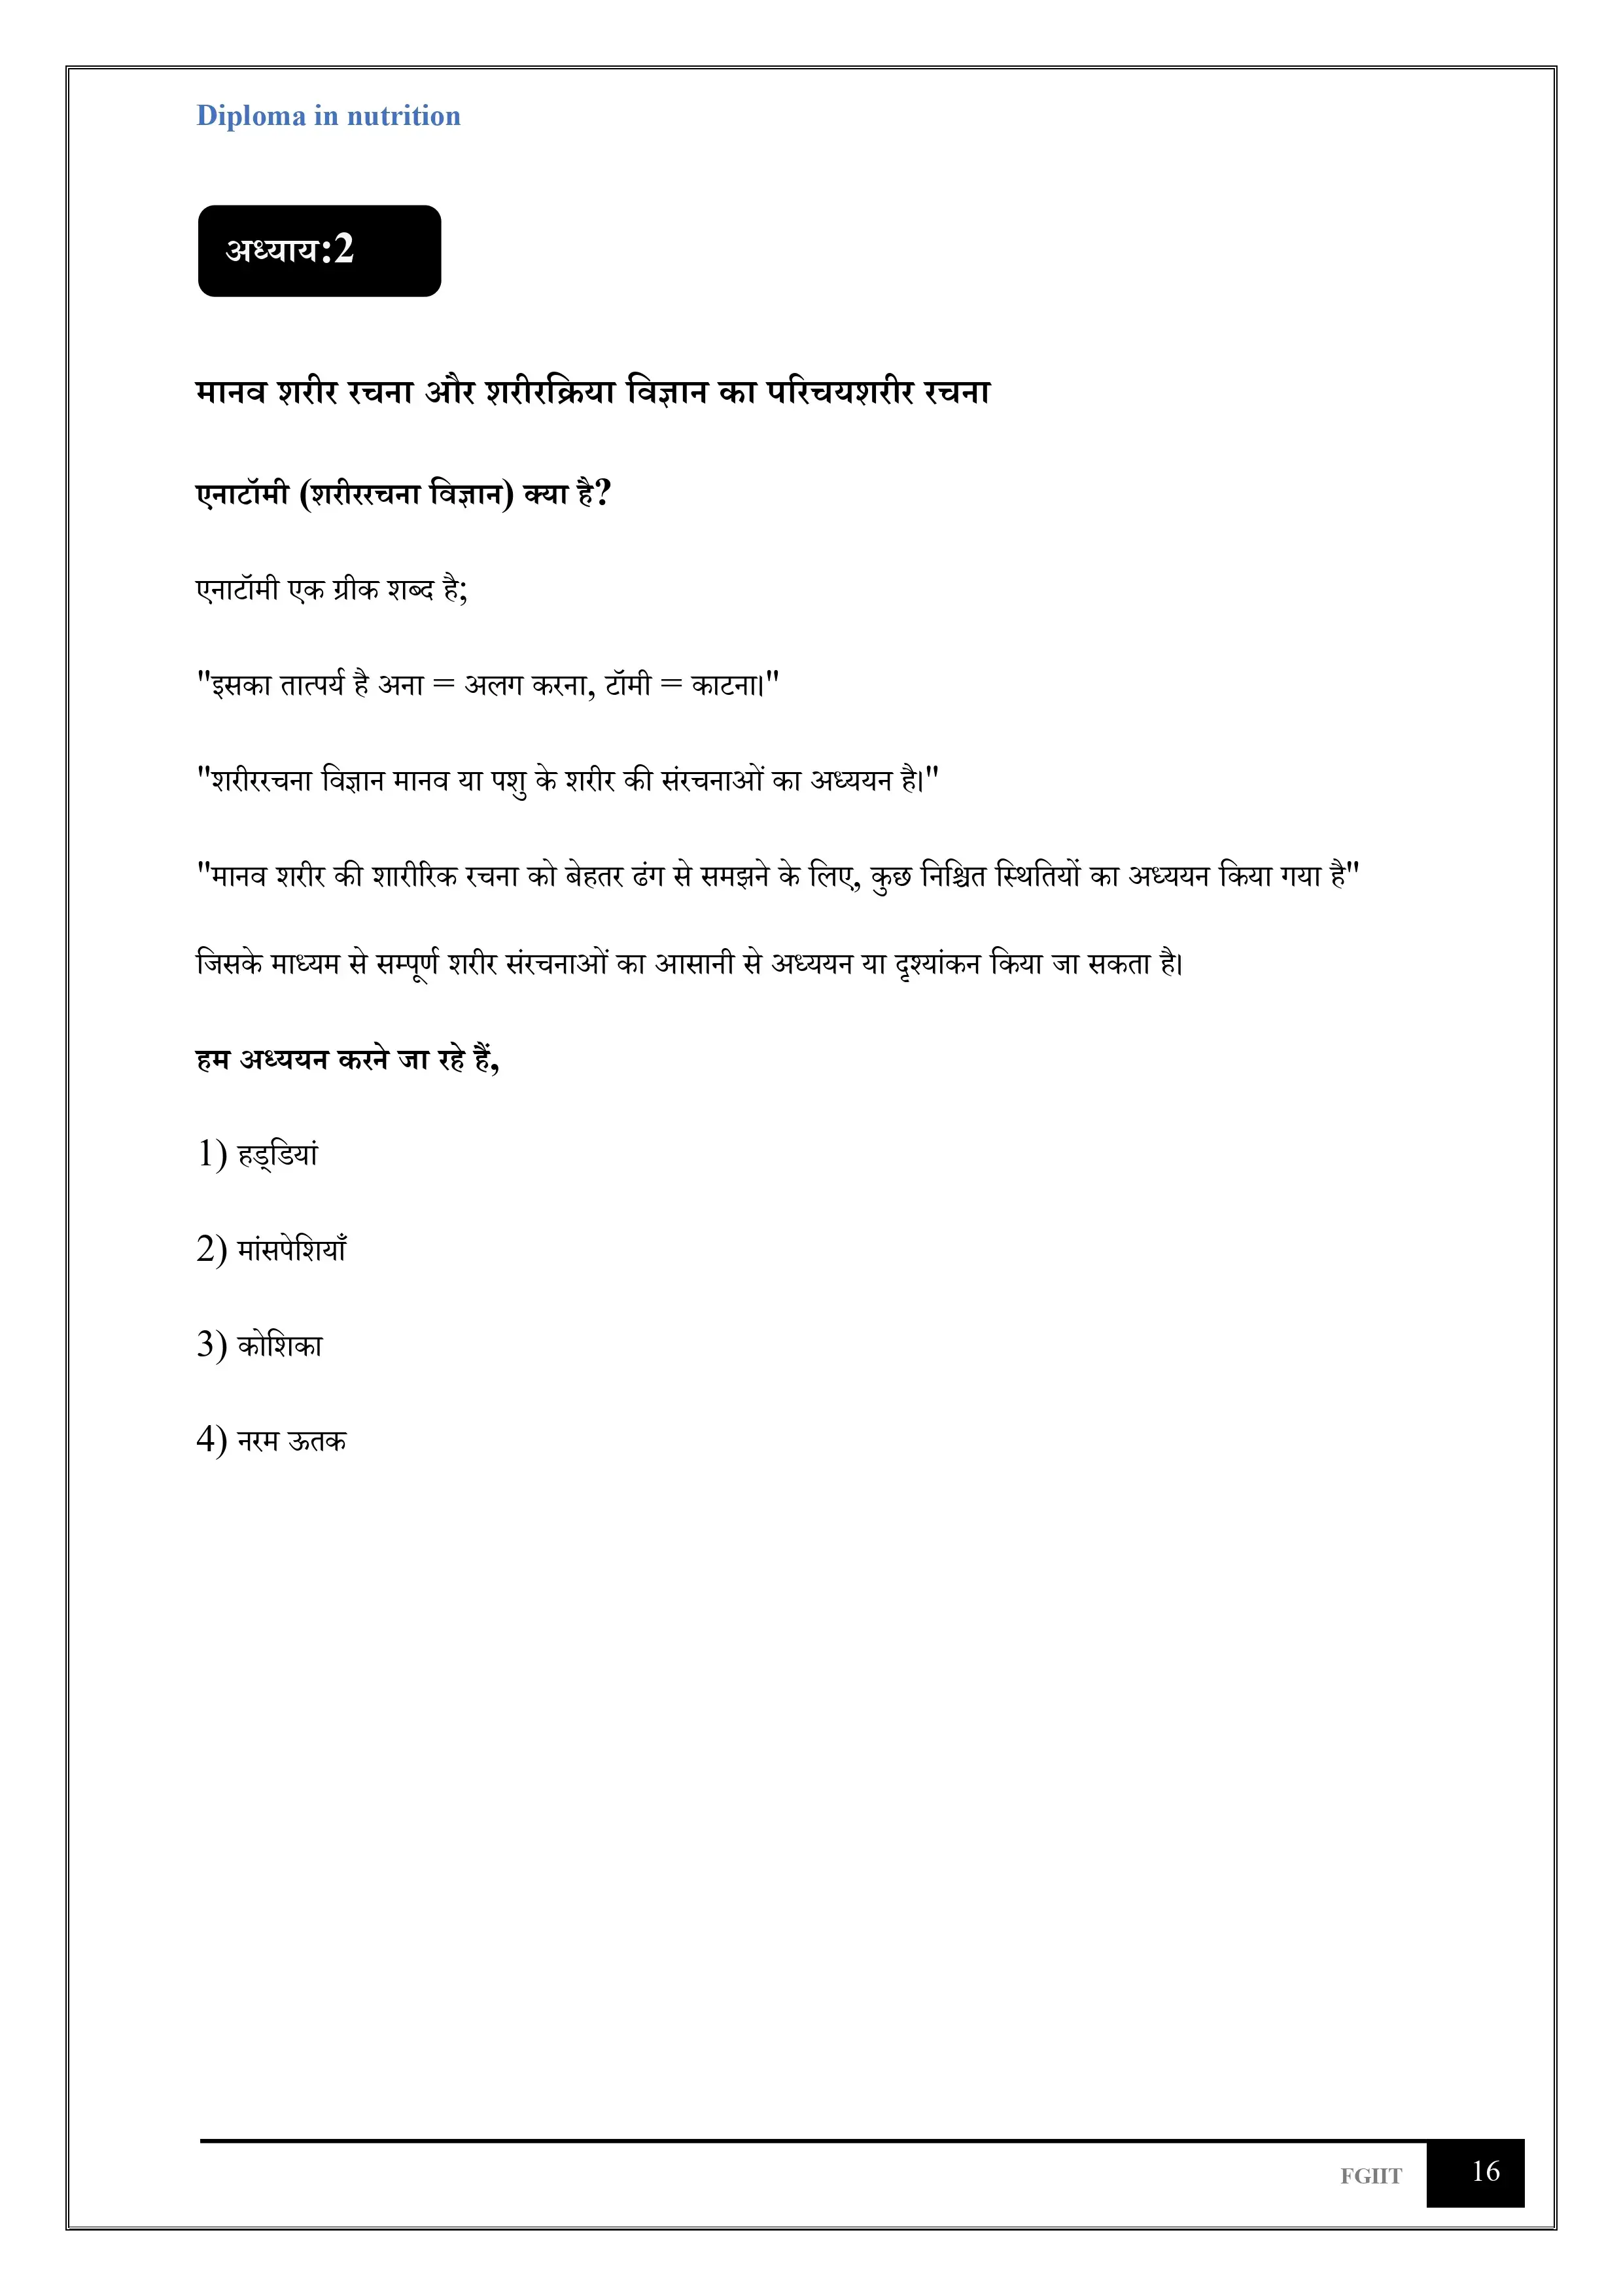 Diploma in nutrition
अध्याय:2
मानव शरीर रचना और शरीरक्रिया विज्ञान का परिचयशरीर रचना
एनाटॉमी (शरीररचना विज्ञान) क्या है?
एनाटॉमी एक ग्रीक शब्द है;
"इसका तात्पर्य है अना = अलग करना, टॉमी = काटना।"
"शरीररचना विज्ञान मानव या पशु के शरीर की संरचनाओं का अध्ययन है।"
"मानव शरीर की शारीरिक रचना को बेहतर ढंग से समझने के लिए, कुछ निश्चित स्थितियों का अध्ययन किया गया है"
जिसके माध्यम से सम्पूर्ण शरीर संरचनाओं का आसानी से अध्ययन या दृश्यांकन किया जा सकता है।
हम अध्ययन करने जा रहे हैं,
1) हड्डियां
2) मांसपेशियाँ
3) कोशिका
4) नरम ऊतक
FGIIT 16